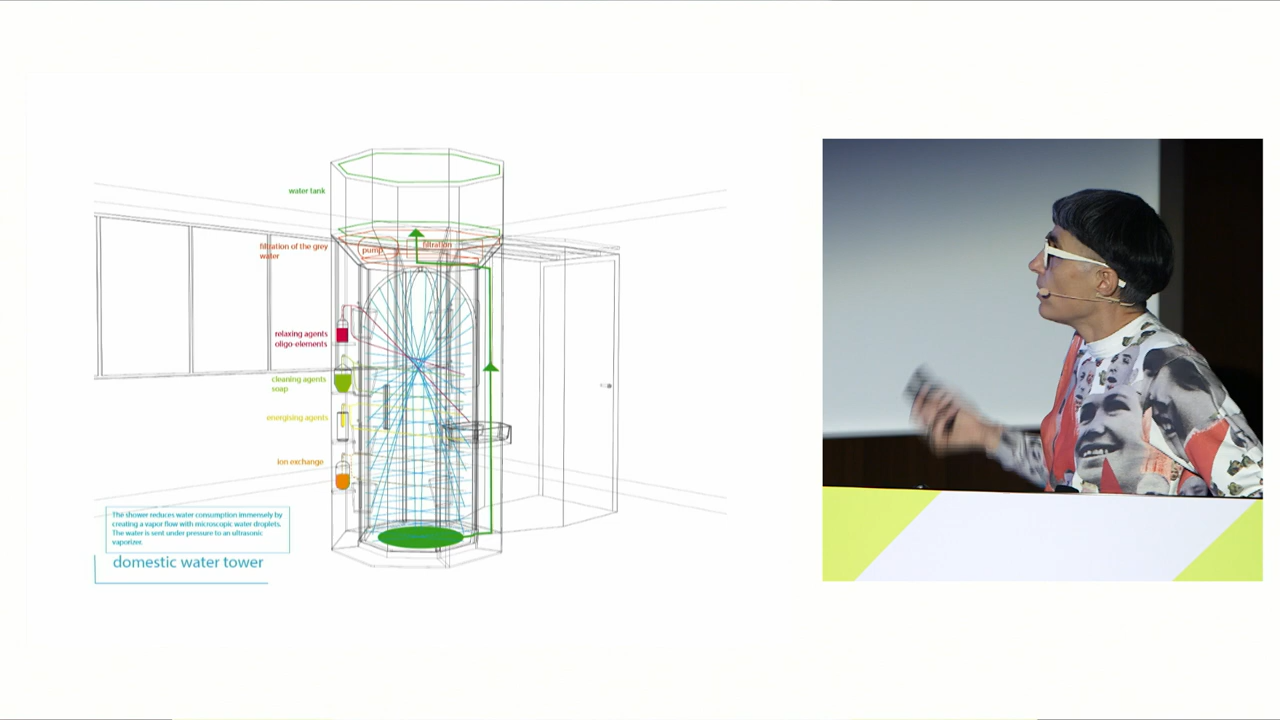 water tank
filtration of the grey
water
pump
filtration
relaxing agents
oligo-elements
cleaning agents
soap
energising agents
ion exchange
The shower reduces water consumption immensely by
creating a vapor flow with microscopic water droplets.
The water is sent under pressure to an ultrasonic
vaporizer.
domestic water tower